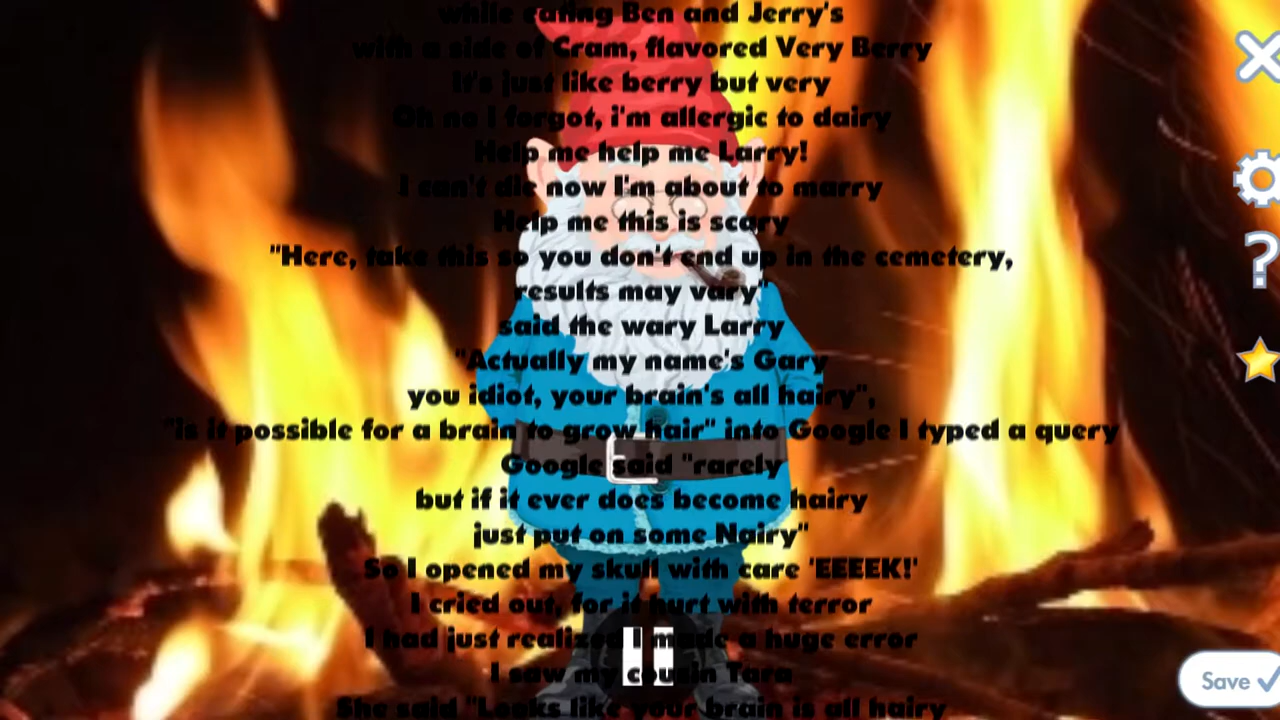 while eating Ben and Jerry's
with a side of Cram, flavored Very Berry
It's just like berry but very
Oh no I forgot, i'm allergic to dairy
Help me help me Larry!
I can't die now I'm about to marry
Help me this is scary
"Here, take this so you don't end up in the cemetery,
results may vary"
said the wary Larry
"Actually my name's Gary
you idiot, your brain's all hairy",
"is it possible for a brain to grow hair" into Google I typed a query
Google said "rarely
but if it ever does become hairy
just put on some Nairy"
So I opened my skull with care 'EEEEK!'
I cried out, for it hurt with terror
I had just realized I made a huge error
I saw my cousin Tara
She said "Looks like your brain is all hairy
Save